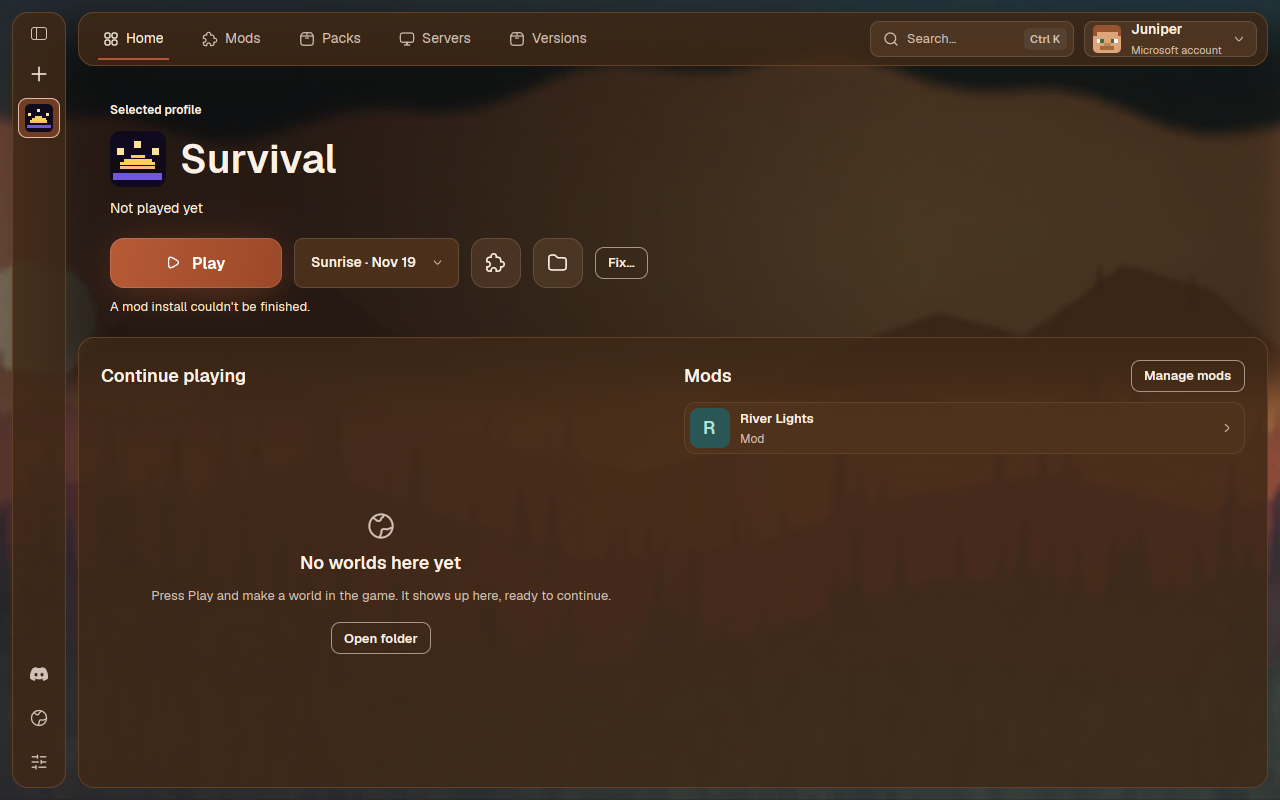 Home
Mods
Packs
Servers
Versions
Search...
Ctrl K
Juniper
Microsoft account
Selected profile
Survival
Not played yet
Play
Sunrise · Nov 19
Fix...
A mod install couldn't be finished.
Continue playing
Mods
Manage mods
R
River Lights
Mod
No worlds here yet
Press Play and make a world in the game. It shows up here, ready to continue.
Open folder